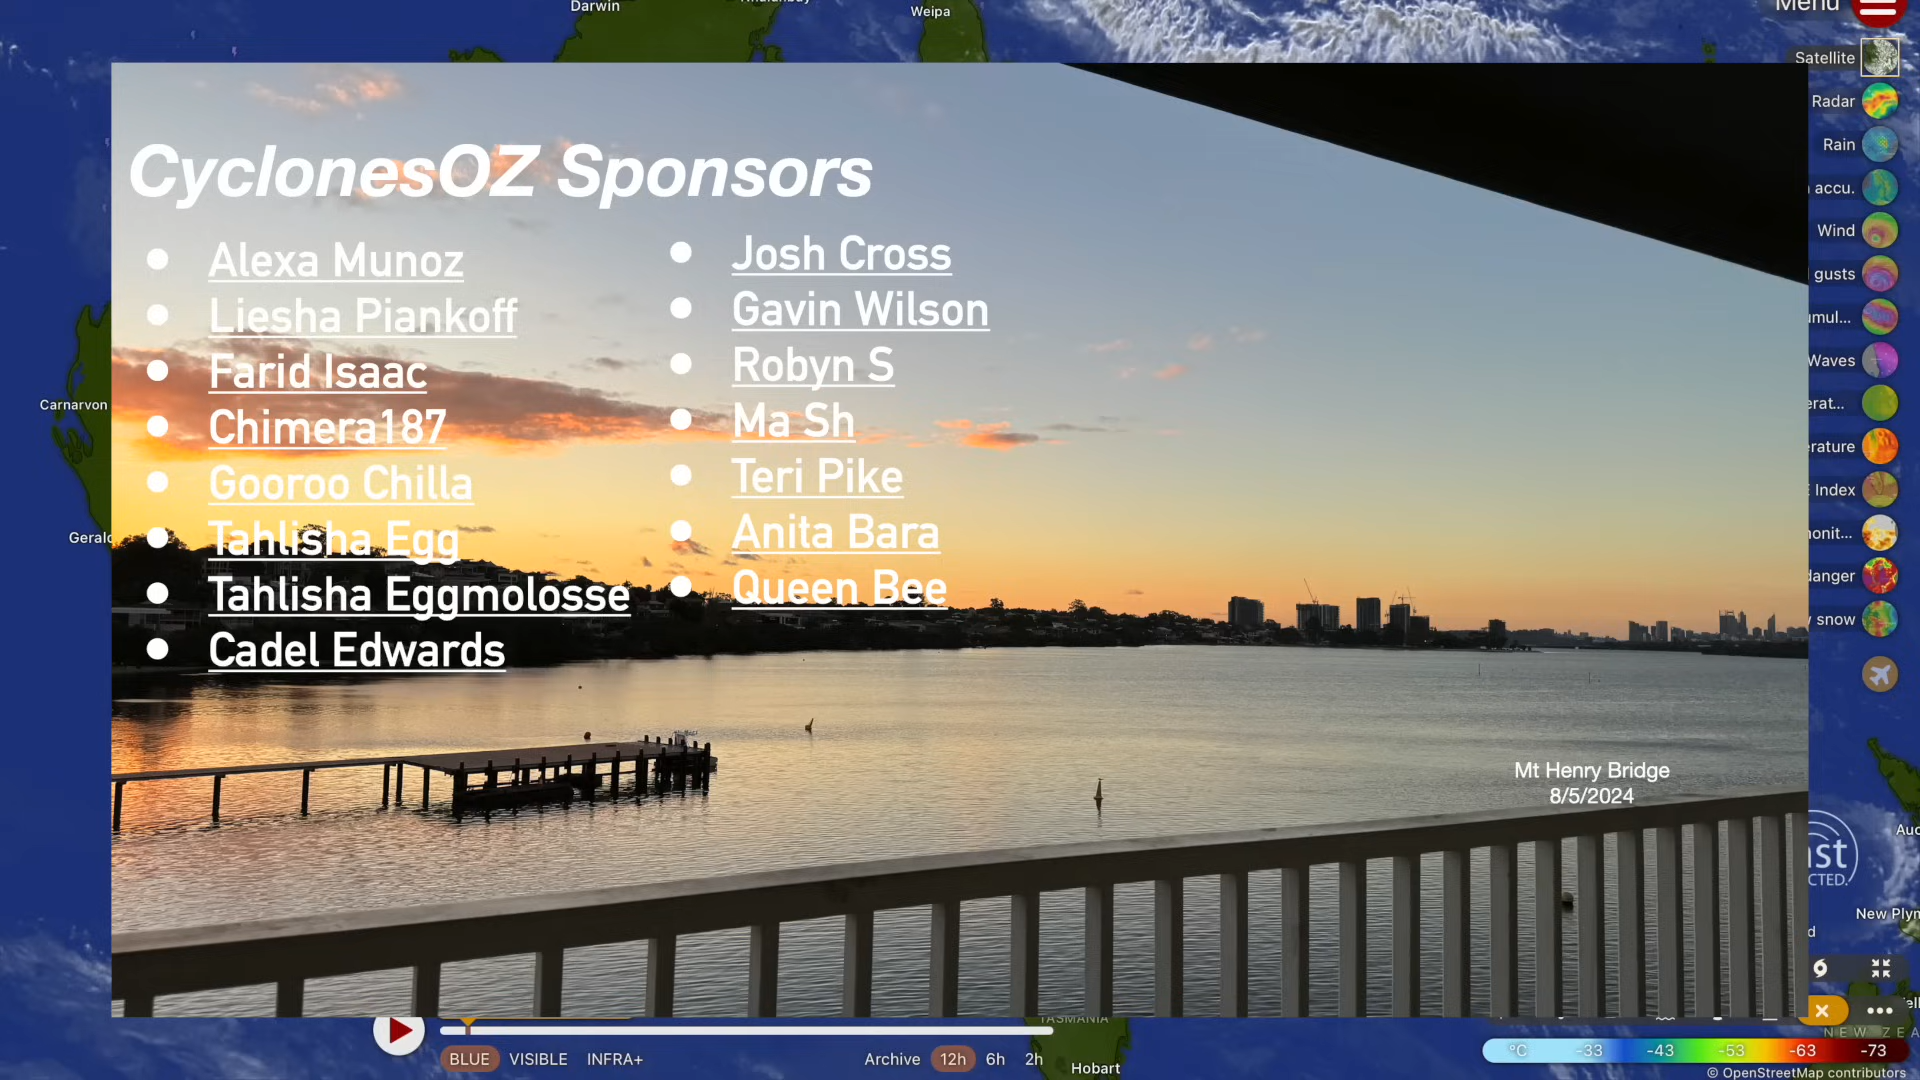 Darwin
Weipa
Menu
Satellite
Radar
Rain
accu.
Wind
gusts
Waves
Index
danger
snow
CyclonesOZ Sponsors
Alexa Munoz
Liesha Piankoff
Farid Isaac
Chimera187
Gooroo Chilla
Tahlisha Egg
Tahlisha Eggmolosse
Cadel Edwards
Josh Cross
Gavin Wilson
Robyn S
Ma Sh
Teri Pike
Anita Bara
Queen Bee
Carnarvon
Mt Henry Bridge
8/5/2024
TASMANIA
BLUE VISIBLE INFRA+
Archive 12h 6h 2h
Hobart
°C -33 -43 -53 -63 -73
© OpenStreetMap contributors